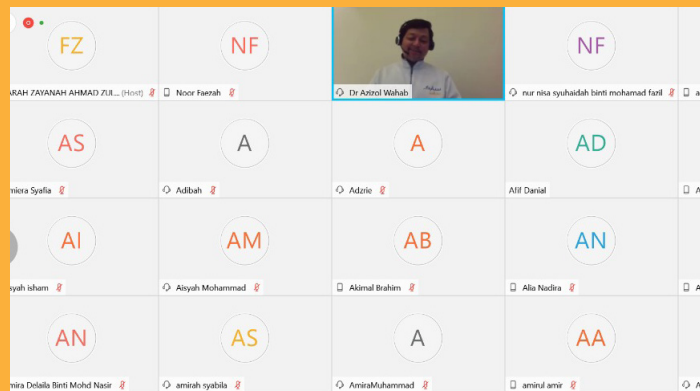 FZ
NF
NF
ARAH ZAYANAH AHMAD ZUL... (Host)
Noor Faezah
Dr Azizol Wahab
nur nisa syuhaidah binti mohamad fazil
a
AS
A
A
AD
miera Syafia
Adibah
Adzrie
Afif Danial
A
AI
AM
AB
AN
syah isham
Aisyah Mohammad
Akimal Brahim
Alia Nadira
A
AN
AS
A
AA
mira Delaila Binti Mohd Nasir
amirah syabila
AmiraMuhammad
amirul amir